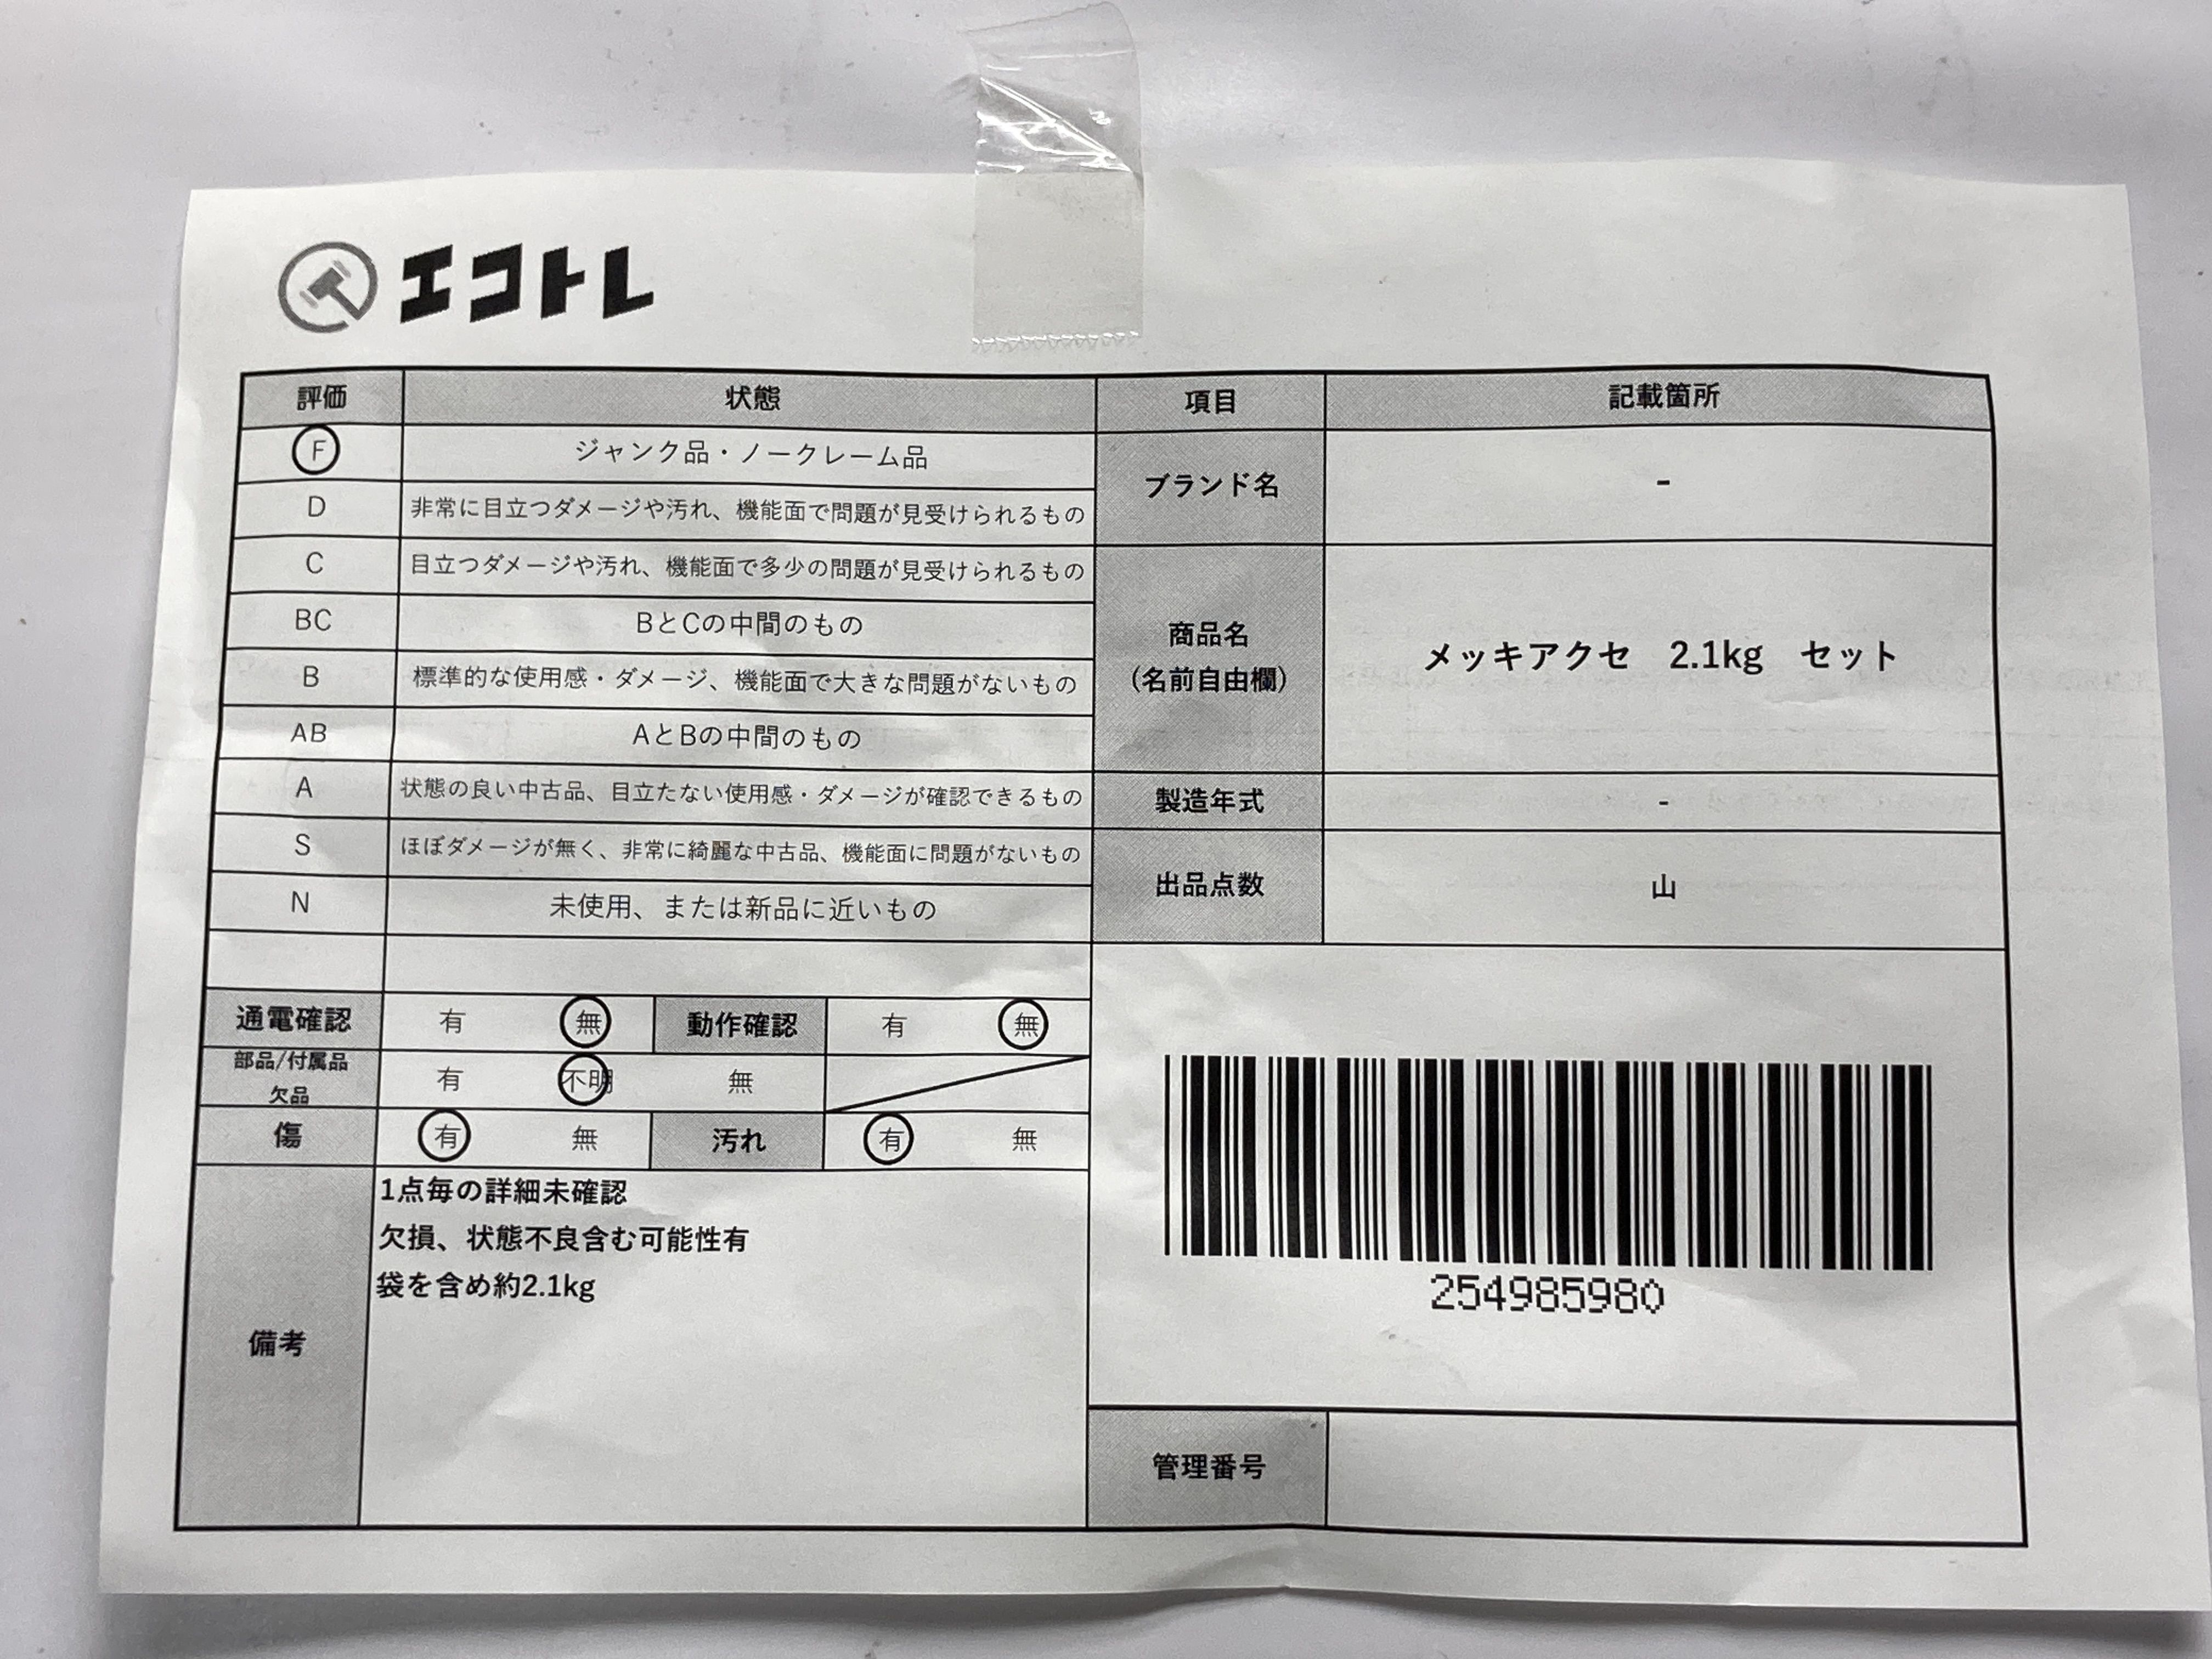 エコトレ
評価 状態 項目 記載箇所
F ジャンク品・ノークレーム品
D 非常に目立つダメージや汚れ、機能面で問題が見受けられるもの
C 目立つダメージや汚れ、機能面で多少の問題が見受けられるもの
BC BとCの中間のもの
B 標準的な使用感・ダメージ、機能面で大きな問題がないもの
AB AとBの中間のもの
A 状態の良い中古品、目立たない使用感・ダメージが確認できるもの
S ほぼダメージが無く、非常に綺麗な中古品、機能面に問題がないもの
N 未使用、または新品に近いもの
通電確認 有 無 動作確認 有 無
部品/付属品
欠品 有 不明 無
傷 有 無 汚れ 有 無
備考
1点毎の詳細未確認
欠損、状態不良含む可能性有
袋を含め約2.1kg
ブランド名 -
商品名
(名前自由欄) メッキアクセ 2.1kg セット
製造年式 -
出品点数 山
254985980
管理番号